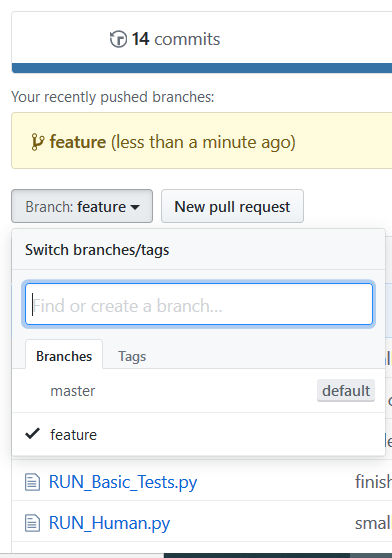 14 commits
Your recently pushed branches:
feature (less than a minute ago)
Branch: feature New pull request
Switch branches/tags
Find or create a branch...
Branches Tags
master default
feature
RUN_Basic_Tests.py finish
RUN_Human.py smal